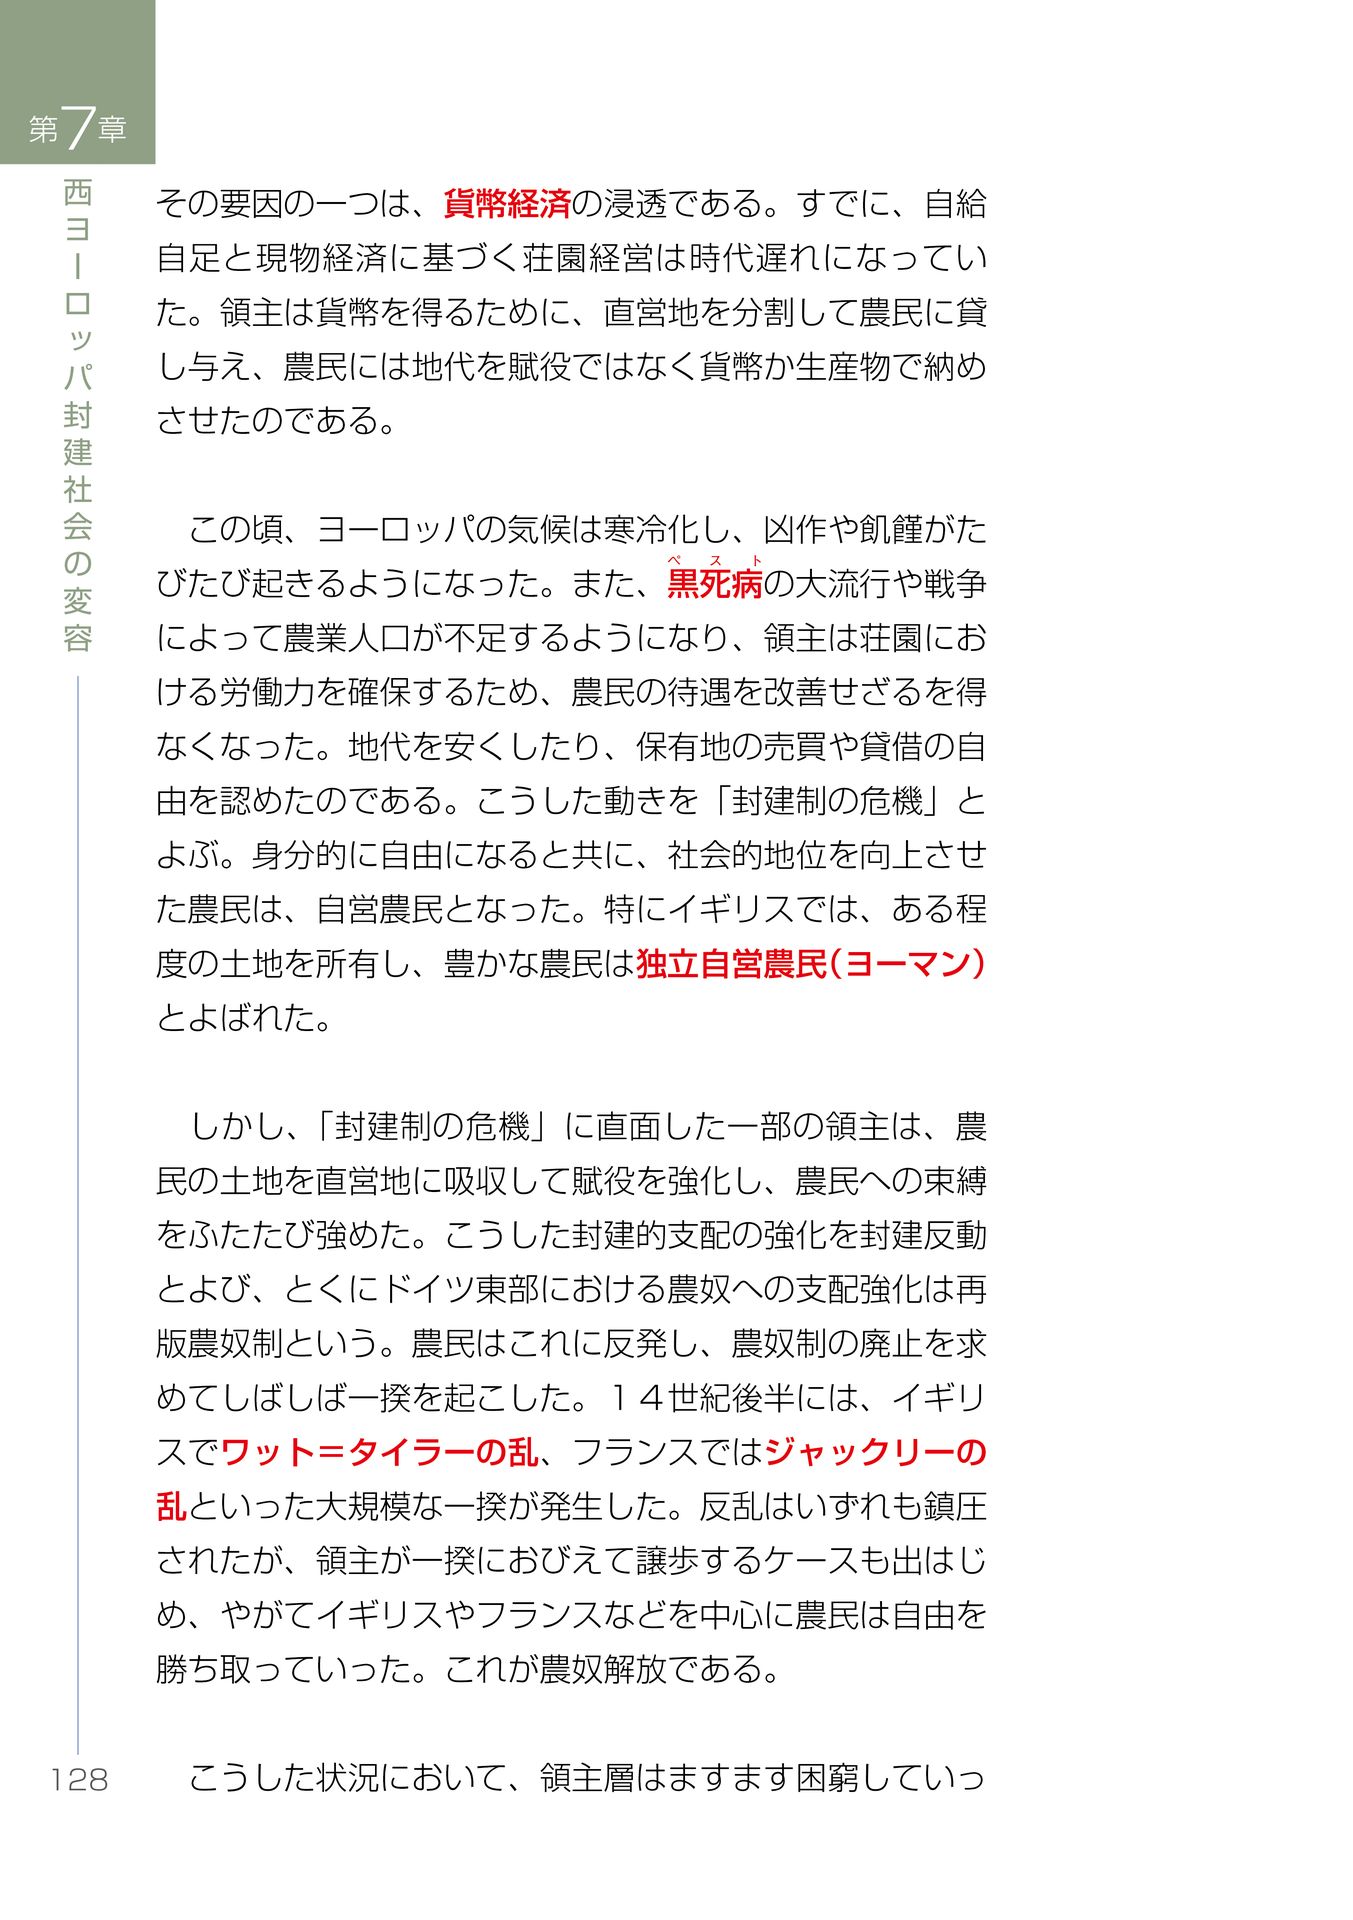 第7章
西ヨーロッパ封建社会の変容
その要因の一つは、貨幣経済の浸透である。すでに、自給
自足と現物経済に基づく荘園経営は時代遅れになってい
た。領主は貨幣を得るために、直営地を分割して農民に貸
し与え、農民には地代を賦役ではなく貨幣か生産物で納め
させたのである。
この頃、ヨーロッパの気候は寒冷化し、凶作や飢饉がた
ペスト
びたび起きるようになった。また、黒死病の大流行や戦争
によって農業人口が不足するようになり、領主は荘園にお
ける労働力を確保するため、農民の待遇を改善せざるを得
なくなった。地代を安くしたり、保有地の売買や貸借の自
由を認めたのである。こうした動きを「封建制の危機」と
よぶ。身分的に自由になると共に、社会的地位を向上させ
た農民は、自営農民となった。特にイギリスでは、ある程
度の土地を所有し、豊かな農民は独立自営農民（ヨーマン）
とよばれた。
しかし、「封建制の危機」に直面した一部の領主は、農
民の土地を直営地に吸収して賦役を強化し、農民への束縛
をふたたび強めた。こうした封建的支配の強化を封建反動
とよび、とくにドイツ東部における農奴への支配強化は再
版農奴制という。農民はこれに反発し、農奴制の廃止を求
めてしばしば一揆を起こした。１４世紀後半には、イギリ
スでワット＝タイラーの乱、フランスではジャックリーの
乱といった大規模な一揆が発生した。反乱はいずれも鎮圧
されたが、領主が一揆におびえて譲歩するケースも出はじ
め、やがてイギリスやフランスなどを中心に農民は自由を
勝ち取っていった。これが農奴解放である。
こうした状況において、領主層はますます困窮していっ
128